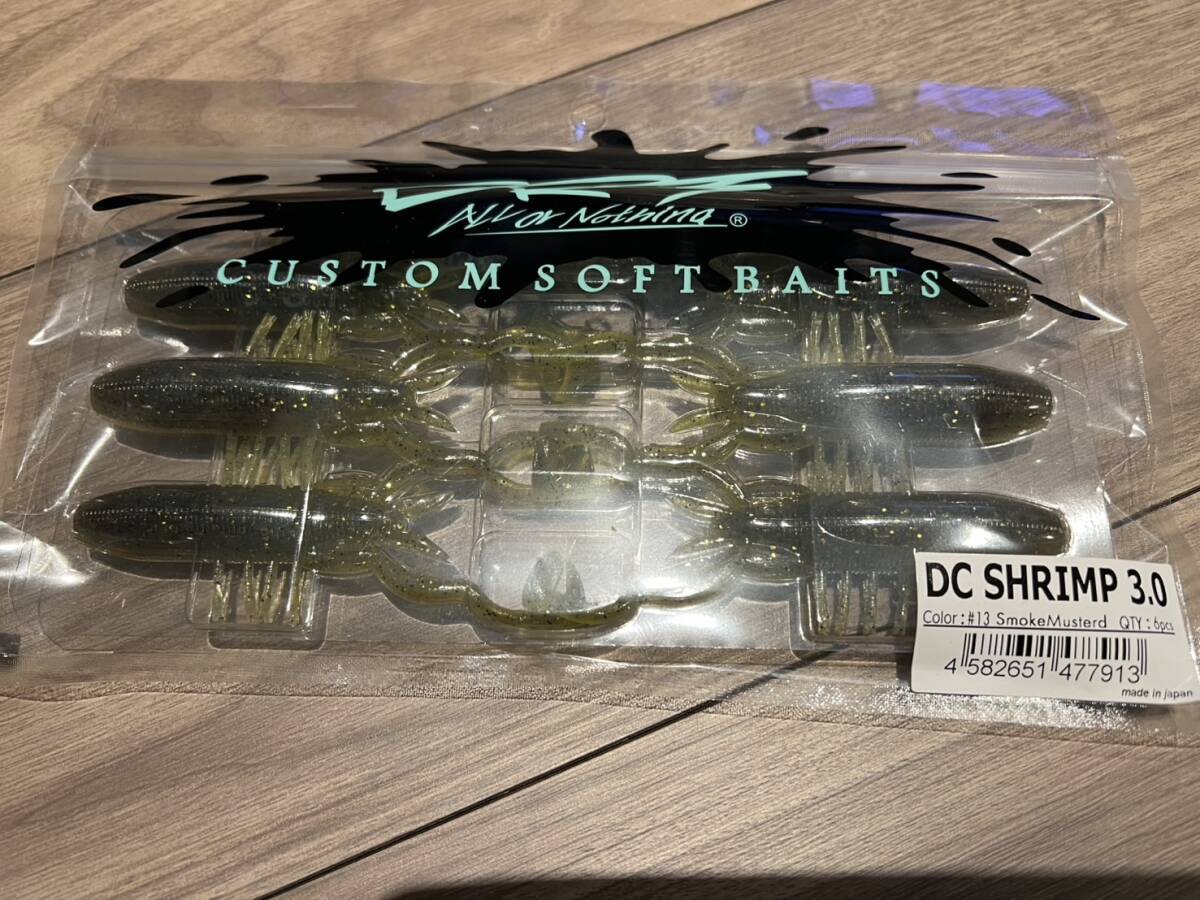 All or Nothing ®
CUSTOM SOFT BAITS
DC SHRIMP 3.0
Color : #13 SmokeMusterd QTY : 6pcs
4 582651 477913
made in japan